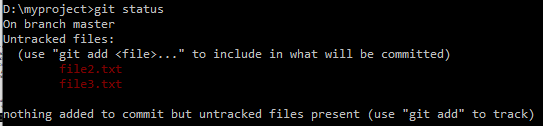 D:\myproject>git status
On branch master
Untracked files:
  (use "git add <file>..." to include in what will be committed)
        file2.txt
        file3.txt

nothing added to commit but untracked files present (use "git add" to track)